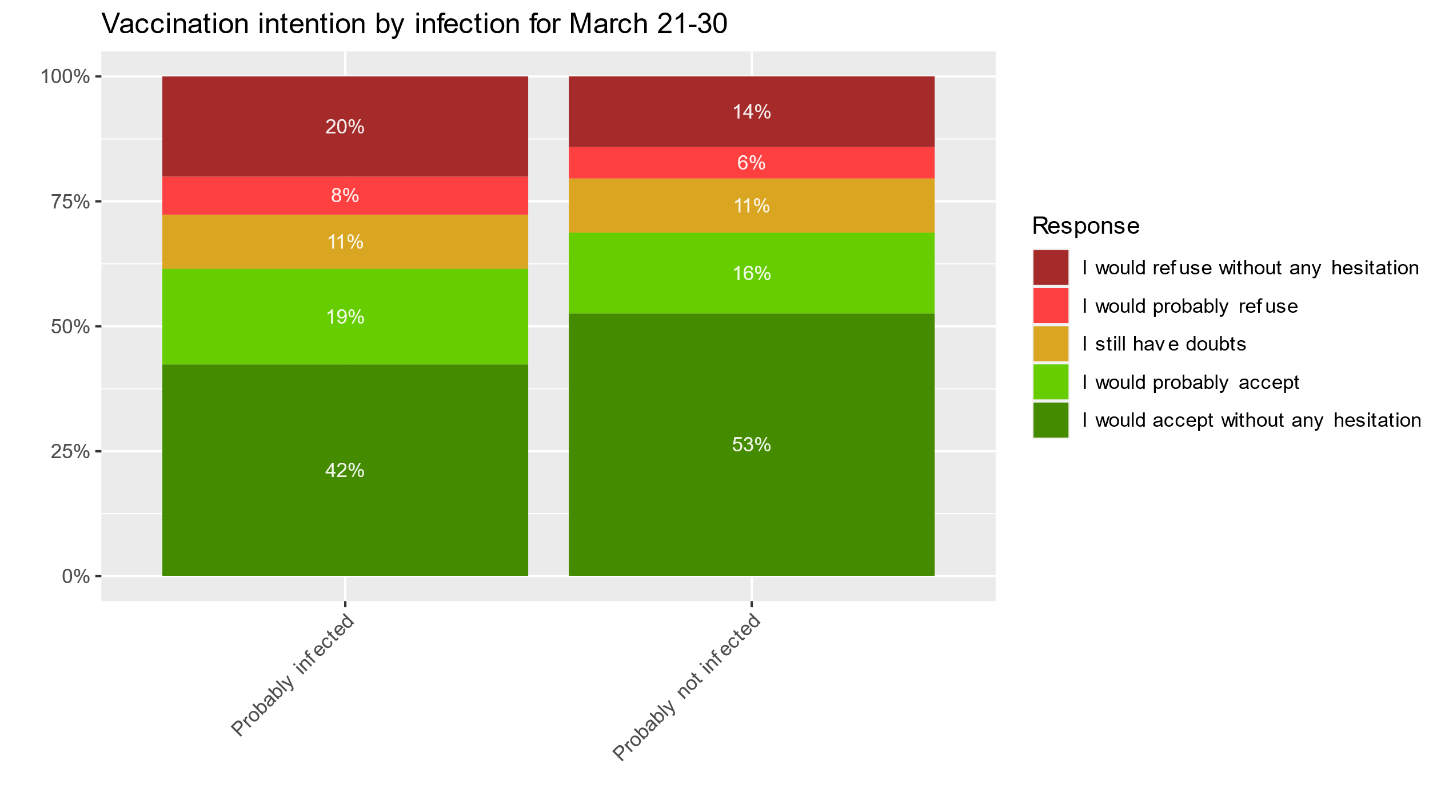 Vaccination intention by infection for March 21-30
100%
75%
50%
25%
0%
20%
8%
11%
19%
42%
14%
6%
11%
16%
53%
Probably infected
Probably not infected
Response
I would refuse without any hesitation
I would probably refuse
I still have doubts
I would probably accept
I would accept without any hesitation